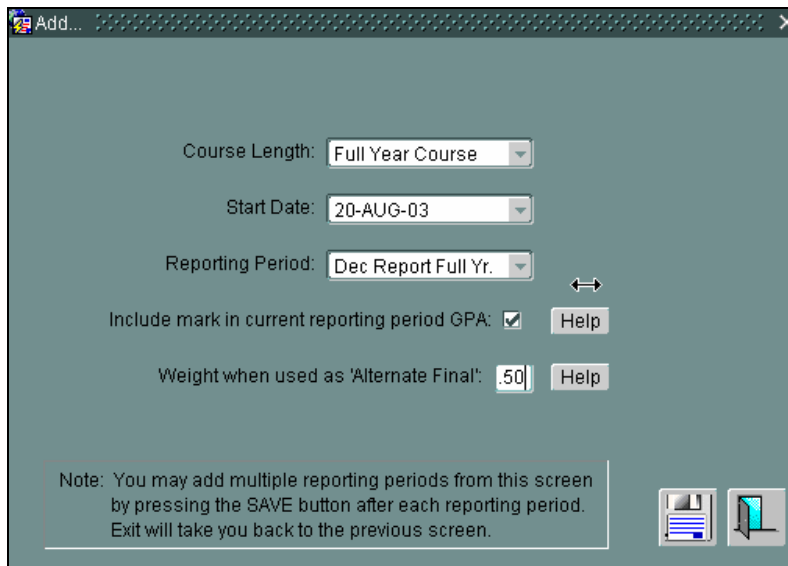 Add...
Course Length: Full Year Course
Start Date: 20-AUG-03
Reporting Period: Dec Report Full Yr.
Include mark in current reporting period GPA: Help
Weight when used as 'Alternate Final': .50 Help
Note: You may add multiple reporting periods from this screen
by pressing the SAVE button after each reporting period.
Exit will take you back to the previous screen.